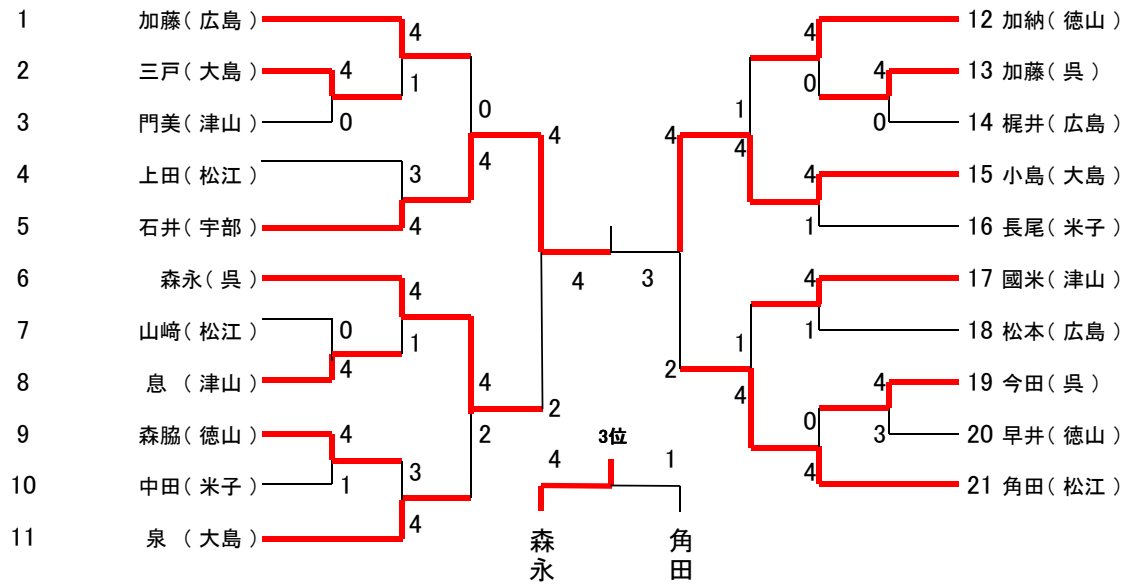 1 加藤( 広島 )
4
2 三戸( 大島 )
4
1
3 門美( 津山 )
0
0
4
4 上田( 松江 )
3
4
5 石井( 宇部 )
4
6 森永( 呉 )
4
7 山﨑( 松江 )
0
1
8 息 ( 津山 )
4
4
2
9 森脇( 徳山 )
4
2
10 中田( 米子 )
1
3
11 泉 ( 大島 )
4
4
4
3
12 加納( 徳山 )
4
13 加藤( 呉 )
4
0
14 梶井( 広島 )
0
1
4
4
15 小島( 大島 )
4
16 長尾( 米子 )
1
17 國米( 津山 )
4
18 松本( 広島 )
1
1
2
4
19 今田( 呉 )
4
0
20 早井( 徳山 )
3
21 角田( 松江 )
4
3位
4 1
森永
角田